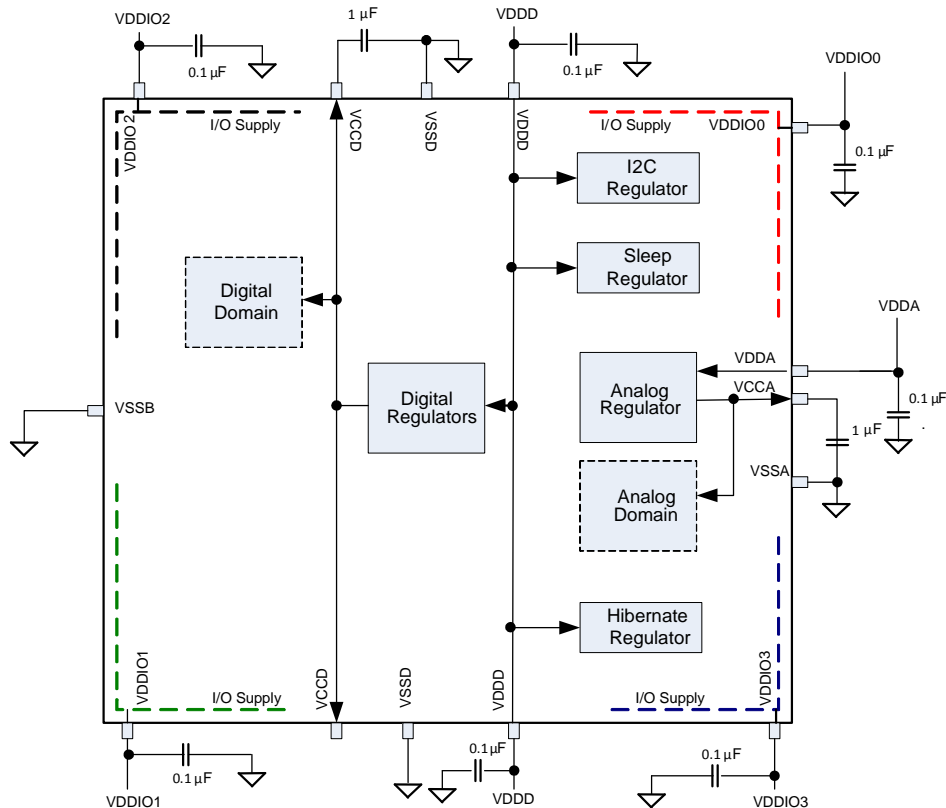 VDDIO2
0.1 µF
1 µF
VDDD
0.1 µF
VDDIO0
0.1 µF
VDDIO2
I/O Supply
VCCD
VSSD
VDDD
I/O Supply
VDDIO0
I2C
Regulator
Sleep
Regulator
Digital
Domain
VDDA
VDDA
Digital
Regulators
Analog
Regulator
VCCA
0.1 µF
.
1 µF
VSSB
VSSA
Analog
Domain
Hibernate
Regulator
VDDIO1
I/O Supply
VCCD
VSSD
VDDD
I/O Supply
VDDIO3
0.1 µF
VDDIO1
0.1 µF
VDDD
0.1 µF
VDDIO3